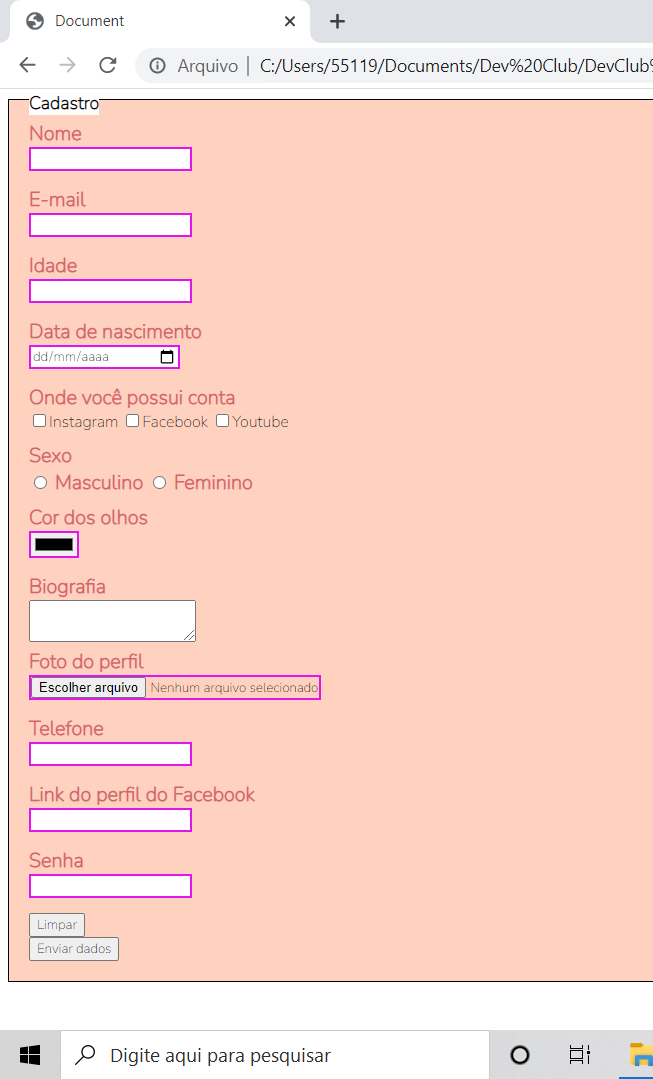 Document
Arquivo | C:/Users/55119/Documents/Dev%20Club/DevClub%
Cadastro
Nome
E-mail
Idade
Data de nascimento
dd/mm/aaaa
Onde você possui conta
Instagram Facebook Youtube
Sexo
Masculino Feminino
Cor dos olhos
Biografia
Foto do perfil
Escolher arquivo Nenhum arquivo selecionado
Telefone
Link do perfil do Facebook
Senha
Limpar
Enviar dados
Digite aqui para pesquisar